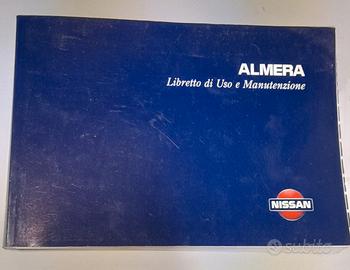 ALMERA
Libretto di Uso e Manutenzione
NISSAN
subito